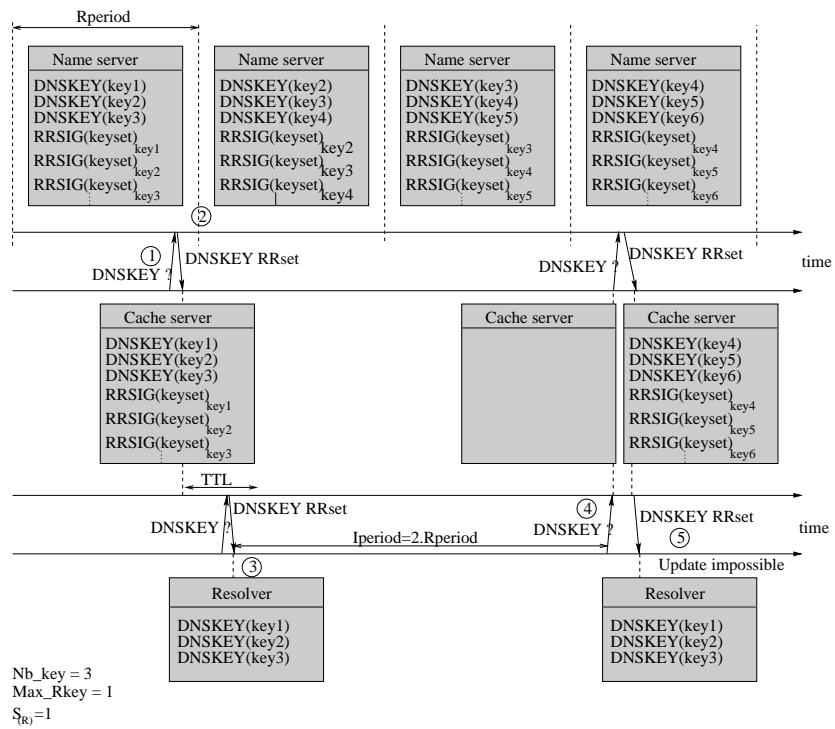 Rperiod
Name server
DNSKEY(key1)
DNSKEY(key2)
DNSKEY(key3)
RRSIG(keyset)key1
RRSIG(keyset)key2
RRSIG(keyset)key3
Name server
DNSKEY(key2)
DNSKEY(key3)
DNSKEY(key4)
RRSIG(keyset)key2
RRSIG(keyset)key3
RRSIG(keyset)key4
Name server
DNSKEY(key3)
DNSKEY(key4)
DNSKEY(key5)
RRSIG(keyset)key3
RRSIG(keyset)key4
RRSIG(keyset)key5
Name server
DNSKEY(key4)
DNSKEY(key5)
DNSKEY(key6)
RRSIG(keyset)key4
RRSIG(keyset)key5
RRSIG(keyset)key6
2
1
DNSKEY RRset
DNSKEY ?
DNSKEY RRset
DNSKEY ?
time
Cache server
DNSKEY(key1)
DNSKEY(key2)
DNSKEY(key3)
RRSIG(keyset)key1
RRSIG(keyset)key2
RRSIG(keyset)key3
Cache server
Cache server
DNSKEY(key4)
DNSKEY(key5)
DNSKEY(key6)
RRSIG(keyset)key4
RRSIG(keyset)key5
RRSIG(keyset)key6
TTL
DNSKEY RRset
DNSKEY ?
4
DNSKEY RRset
DNSKEY ?
time
Iperiod=2.Rperiod
5
3
Update impossible
Resolver
DNSKEY(key1)
DNSKEY(key2)
DNSKEY(key3)
Resolver
DNSKEY(key1)
DNSKEY(key2)
DNSKEY(key3)
Nb_key = 3
Max_Rkey = 1
S(R)=1